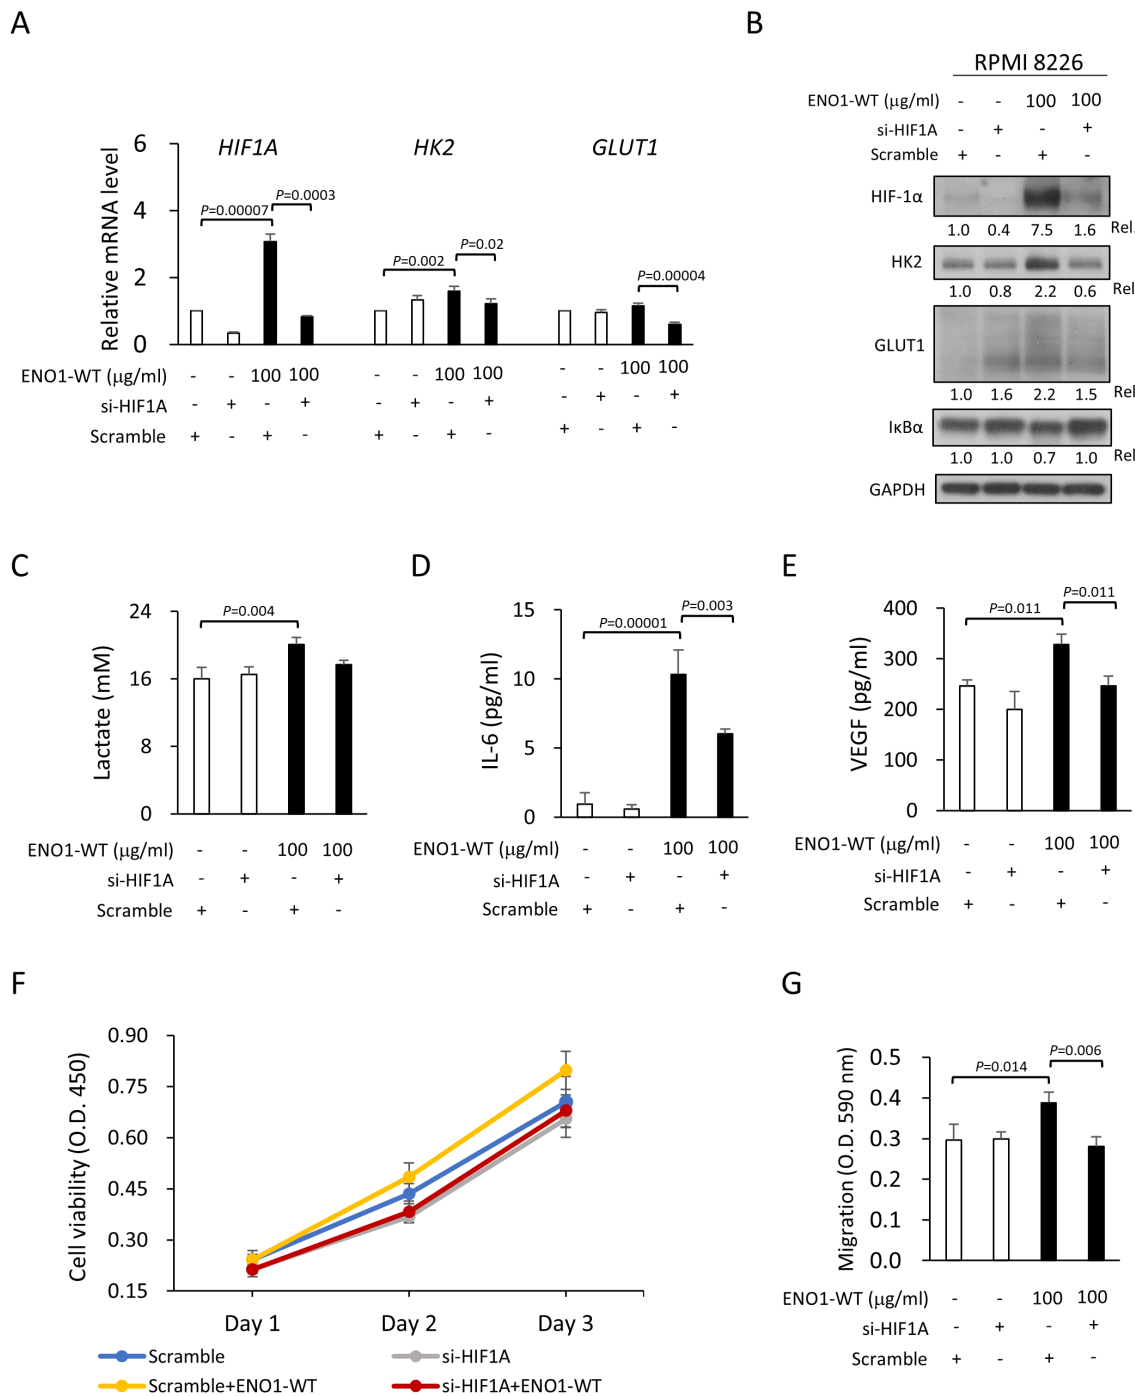 A
6
4
2
0
Relative mRNA level
HIF1A
HK2
GLUT1
P=0.00007
P=0.0003
P=0.002
P=0.02
P=0.00004
ENO1-WT (μg/ml) - - 100 100 - - 100 100 - - 100 100
si-HIF1A - + - + - + - + - + - +
Scramble + - + - + - + - + - + -
B
RPMI 8226
ENO1-WT (μg/ml) - - 100 100
si-HIF1A - + - +
Scramble + - + -
HIF-1α
1.0 0.4 7.5 1.6 Rel.
HK2
1.0 0.8 2.2 0.6 Rel
GLUT1
1.0 1.6 2.2 1.5 Rel
IκBα
1.0 1.0 0.7 1.0 Rel
GAPDH
C
24
16
8
0
Lactate (mM)
P=0.004
ENO1-WT (μg/ml) - - 100 100
si-HIF1A - + - +
Scramble + - + -
D
15
10
5
0
IL-6 (pg/ml)
P=0.00001
P=0.003
ENO1-WT (μg/ml) - - 100 100
si-HIF1A - + - +
Scramble + - + -
E
400
300
200
100
0
VEGF (pg/ml)
P=0.011
P=0.011
ENO1-WT (μg/ml) - - 100 100
si-HIF1A - + - +
Scramble + - + -
F
0.90
0.75
0.60
0.45
0.30
0.15
Cell viability (O.D. 450)
Day 1 Day 2 Day 3
Scramble
si-HIF1A
Scramble+ENO1-WT
si-HIF1A+ENO1-WT
G
0.5
0.4
0.3
0.2
0.1
0.0
Migration (O.D. 590 nm)
P=0.014
P=0.006
ENO1-WT (μg/ml) - - 100 100
si-HIF1A - + - +
Scramble + - + -